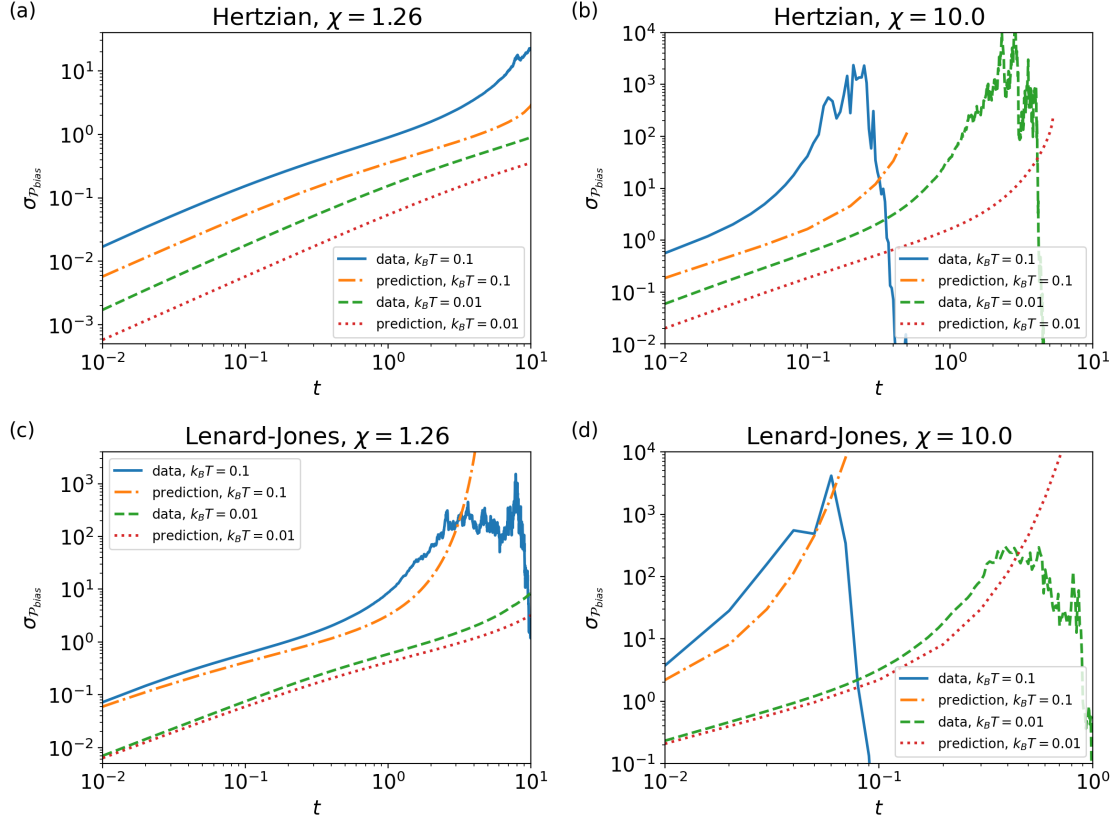 (a)
Hertzian, χ = 1.26
σ_{𝒫_{bias}}
10^1
10^0
10^{-1}
10^{-2}
10^{-3}
data, k_BT = 0.1
prediction, k_BT = 0.1
data, k_BT = 0.01
prediction, k_BT = 0.01
10^{-2} 10^{-1} 10^0 10^1
t
(b)
Hertzian, χ = 10.0
σ_{𝒫_{bias}}
10^4
10^3
10^2
10^1
10^0
10^{-1}
10^{-2}
data, k_BT = 0.1
prediction, k_BT = 0.1
data, k_BT = 0.01
prediction, k_BT = 0.01
10^{-2} 10^{-1} 10^0 10^1
t
(c)
Lenard-Jones, χ = 1.26
σ_{𝒫_{bias}}
data, k_BT = 0.1
prediction, k_BT = 0.1
data, k_BT = 0.01
prediction, k_BT = 0.01
10^3
10^2
10^1
10^0
10^{-1}
10^{-2}
10^{-2} 10^{-1} 10^0 10^1
t
(d)
Lenard-Jones, χ = 10.0
σ_{𝒫_{bias}}
10^4
10^3
10^2
10^1
10^0
10^{-1}
data, k_BT = 0.1
prediction, k_BT = 0.1
data, k_BT = 0.01
prediction, k_BT = 0.01
10^{-2} 10^{-1} 10^0
t